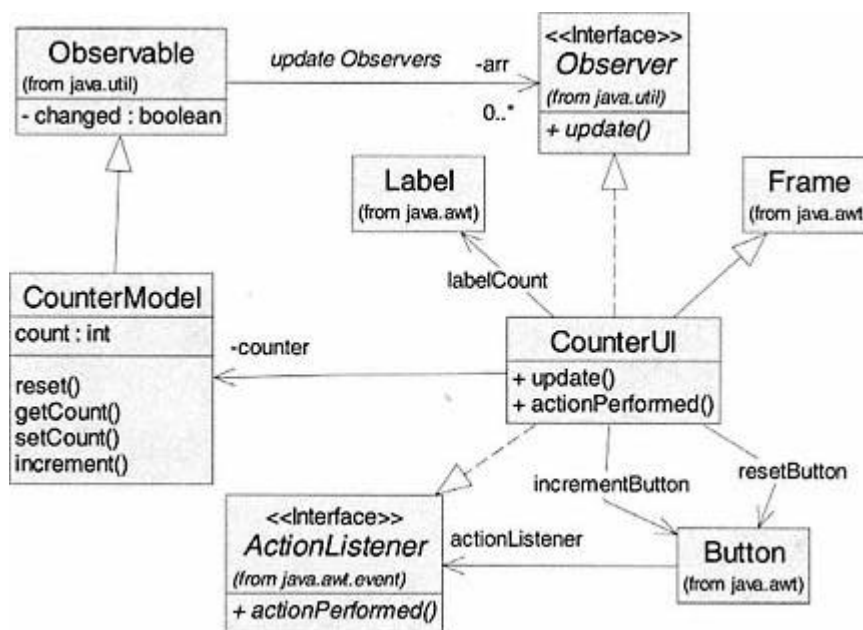 Observable
(from java.util)
- changed : boolean
update Observers
-arr
0..*
<<Interface>>
Observer
(from java.util)
+ update()
Label
(from java.awt)
Frame
(from java.awt
labelCount
CounterModel
count : int
reset()
getCount()
setCount()
increment()
-counter
CounterUI
+ update()
+ actionPerformed()
incrementButton
resetButton
<<Interface>>
ActionListener
(from java.awt.event)
+ actionPerformed()
actionListener
Button
(from java.awt)